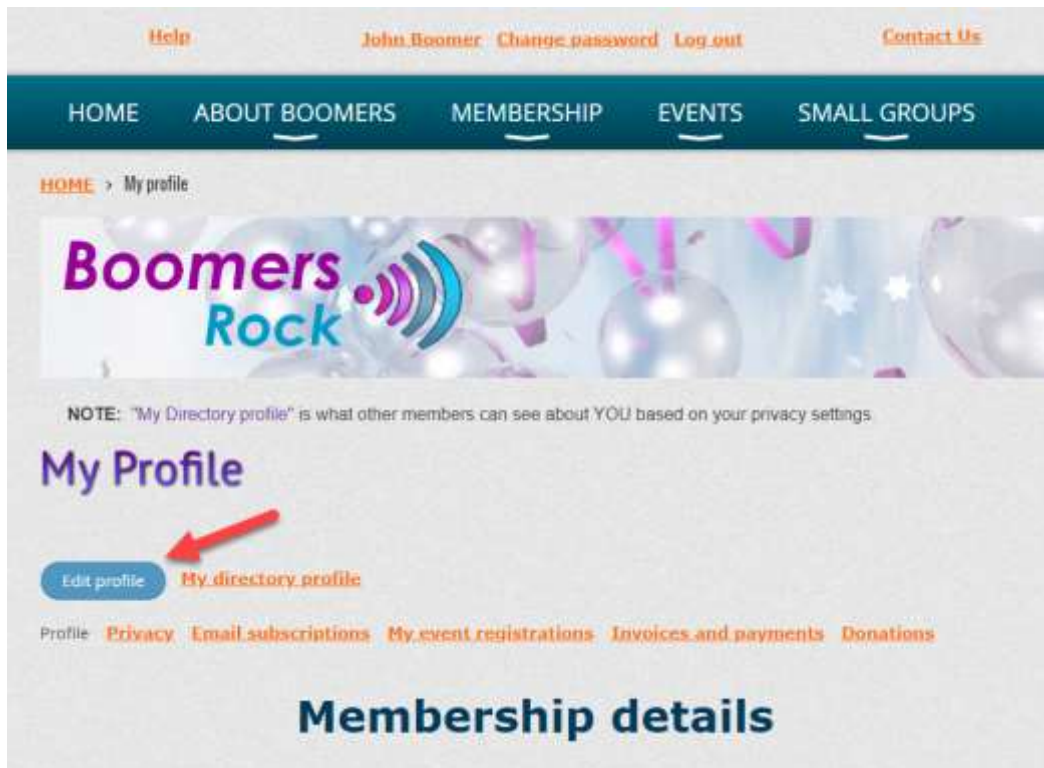 Help John Boomer Change password Log out Contact Us
HOME ABOUT BOOMERS MEMBERSHIP EVENTS SMALL GROUPS
HOME > My profile
Boomers
Rock
NOTE: "My Directory profile" is what other members can see about YOU based on your privacy settings.
My Profile
Edit profile My directory profile
Profile Privacy Email subscriptions My event registrations Invoices and payments Donations
Membership details